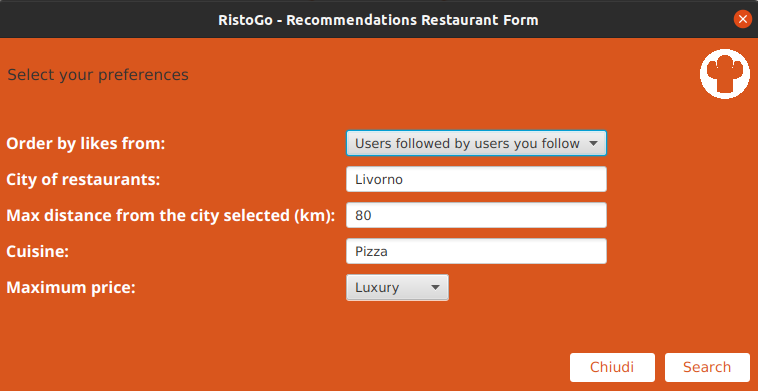 RistoGo - Recommendations Restaurant Form
Select your preferences
Order by likes from: Users followed by users you follow
City of restaurants: Livorno
Max distance from the city selected (km): 80
Cuisine: Pizza
Maximum price: Luxury
Chiudi Search